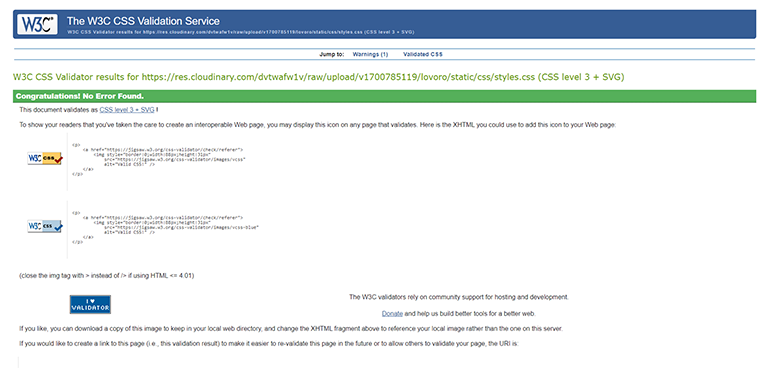 W3C The W3C CSS Validation Service
W3C CSS Validator results for https://res.cloudinary.com/dvtwafw1v/raw/upload/v1700785119/lovoro/static/css/styles.css (CSS level 3 + SVG)
Jump to: Warnings (1) Validated CSS
W3C CSS Validator results for https://res.cloudinary.com/dvtwafw1v/raw/upload/v1700785119/lovoro/static/css/styles.css (CSS level 3 + SVG)
Congratulations! No Error Found.
This document validates as CSS level 3 + SVG !
To show your readers that you've taken the care to create an interoperable Web page, you may display this icon on any page that validates. Here is the XHTML you could use to add this icon to your Web page:
W3C css
<p>
<a href="https://jigsaw.w3.org/css-validator/check/referer">
<img style="border:0;width:88px;height:31px"
src="https://jigsaw.w3.org/css-validator/images/vcss"
alt="Valid CSS!" />
</a>
</p>
W3C css
<p>
<a href="https://jigsaw.w3.org/css-validator/check/referer">
<img style="border:0;width:88px;height:31px"
src="https://jigsaw.w3.org/css-validator/images/vcss-blue"
alt="Valid CSS!" />
</a>
</p>
(close the img tag with > instead of /> if using HTML <= 4.01)
I ♥
VALIDATOR
The W3C validators rely on community support for hosting and development.
Donate and help us build better tools for a better web.
If you like, you can download a copy of this image to keep in your local web directory, and change the XHTML fragment above to reference your local image rather than the one on this server.
If you would like to create a link to this page (i.e., this validation result) to make it easier to re-validate this page in the future or to allow others to validate your page, the URI is: